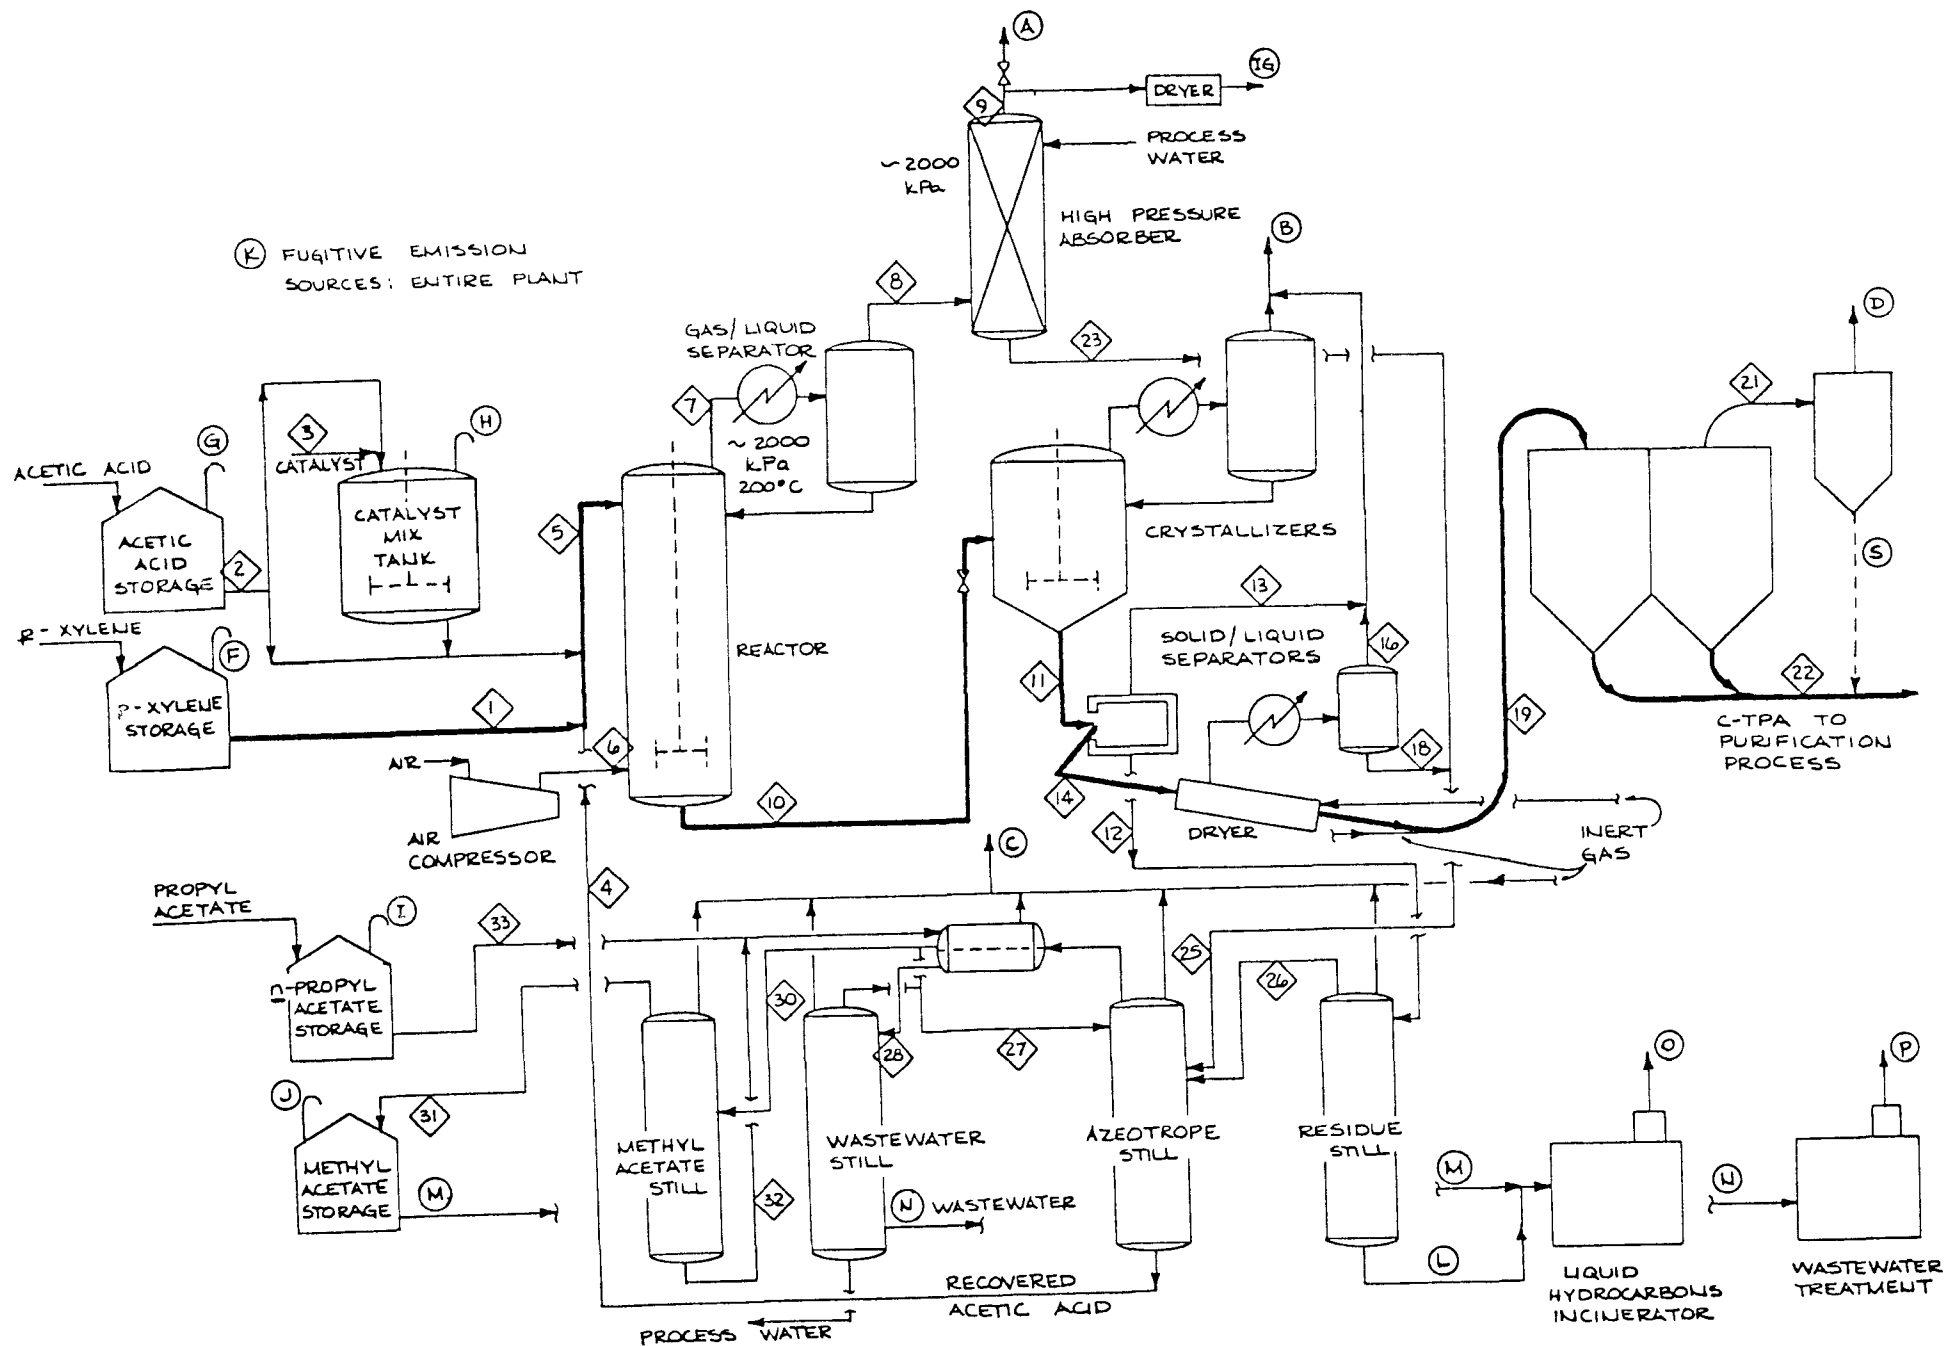 A
IG
DRYER
9
PROCESS
WATER
~2000
kPa
HIGH PRESSURE
ABSORBER
B
K FUGITIVE EMISSION
SOURCES: ENTIRE PLANT
8
D
GAS/LIQUID
SEPARATOR
23
21
7
3
CATALYST
H
G
~2000
kPa
200°C
ACETIC ACID
CATALYST
MIX
TANK
5
CRYSTALLIZERS
ACETIC
ACID
STORAGE
2
S
13
P-XYLENE
F
REACTOR
SOLID/LIQUID
SEPARATORS
16
11
22
P-XYLENE
STORAGE
1
6
19
C-TPA TO
PURIFICATION
PROCESS
18
AIR
10
14
12
DRYER
AIR
COMPRESSOR
C
INERT
GAS
4
PROPYL
ACETATE
I
33
25
26
n-PROPYL
ACETATE
STORAGE
30
28
27
O
P
J
31
METHYL
ACETATE
STILL
WASTEWATER
STILL
AZEOTROPE
STILL
RESIDUE
STILL
METHYL
ACETATE
STORAGE
M
32
N WASTEWATER
M
N
L
RECOVERED
ACETIC ACID
PROCESS WATER
LIQUID
HYDROCARBONS
INCINERATOR
WASTEWATER
TREATMENT